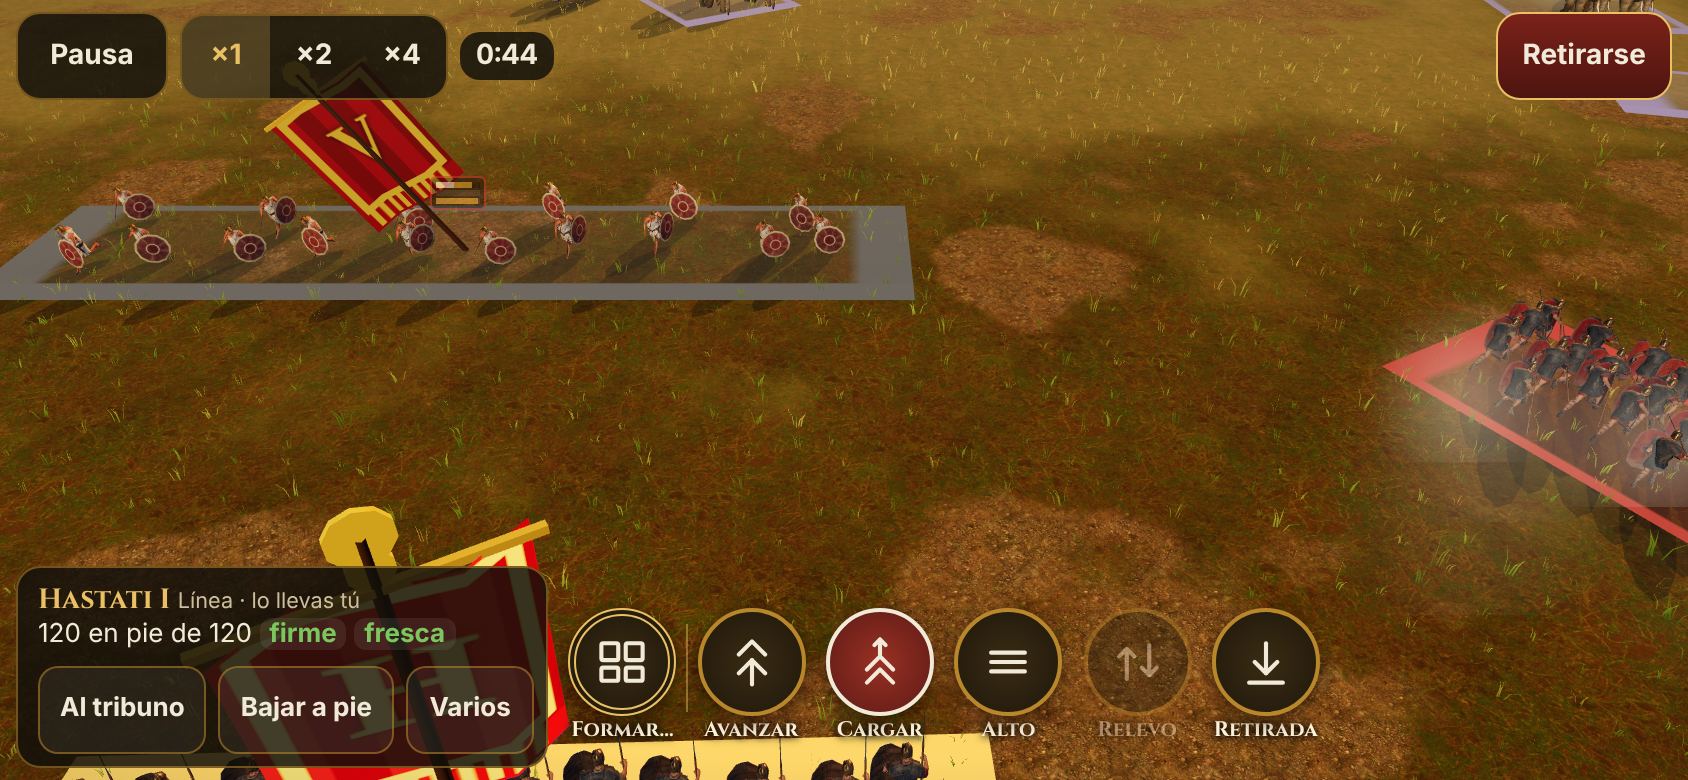 Pausa
×1 ×2 ×4
0:44
Retirarse
V
HASTATI I Línea · lo llevas tú
120 en pie de 120 firme fresca
Al tribuno
Bajar a pie
Varios
FORMAR...
AVANZAR
CARGAR
ALTO
RELEVO
RETIRADA